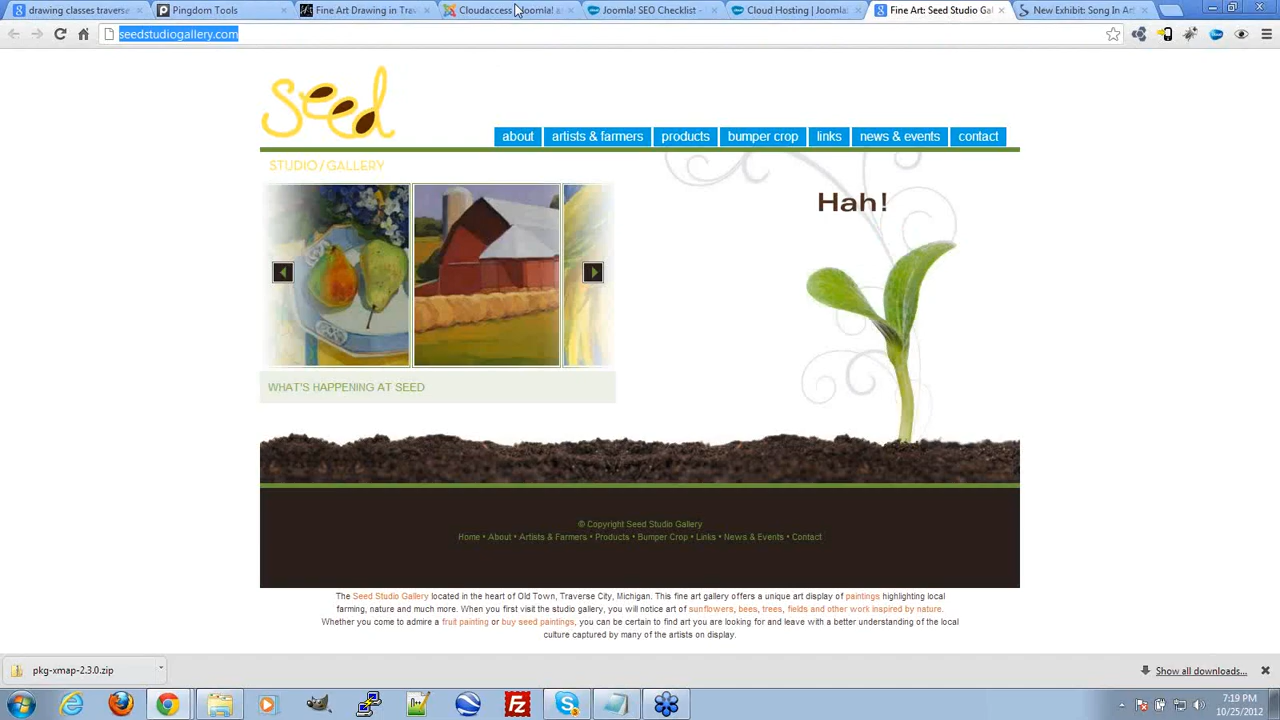 drawing classes traverse
Pingdom Tools
Fine Art Drawing in Trav
Cloudaccess Joomla! a
Joomla! SEO Checklist -
Cloud Hosting | Joomla!
Fine Art: Seed Studio Gal
New Exhibit: Song In Art
seedstudiogallery.com
seed
STUDIO / GALLERY
about
artists & farmers
products
bumper crop
links
news & events
contact
Hah!
WHAT'S HAPPENING AT SEED
© Copyright Seed Studio Gallery
Home • About • Artists & Farmers • Products • Bumper Crop • Links • News & Events • Contact
The Seed Studio Gallery located in the heart of Old Town, Traverse City, Michigan. This fine art gallery offers a unique art display of paintings highlighting local
farming, nature and much more. When you first visit the studio gallery, you will notice art of sunflowers, bees, trees, fields and other work inspired by nature.
Whether you come to admire a fruit painting or buy seed paintings, you can be certain to find art you are looking for and leave with a better understanding of the local
culture captured by many of the artists on display.
pkg-xmap-2.3.0.zip
Show all downloads...
7:19 PM
10/25/2012